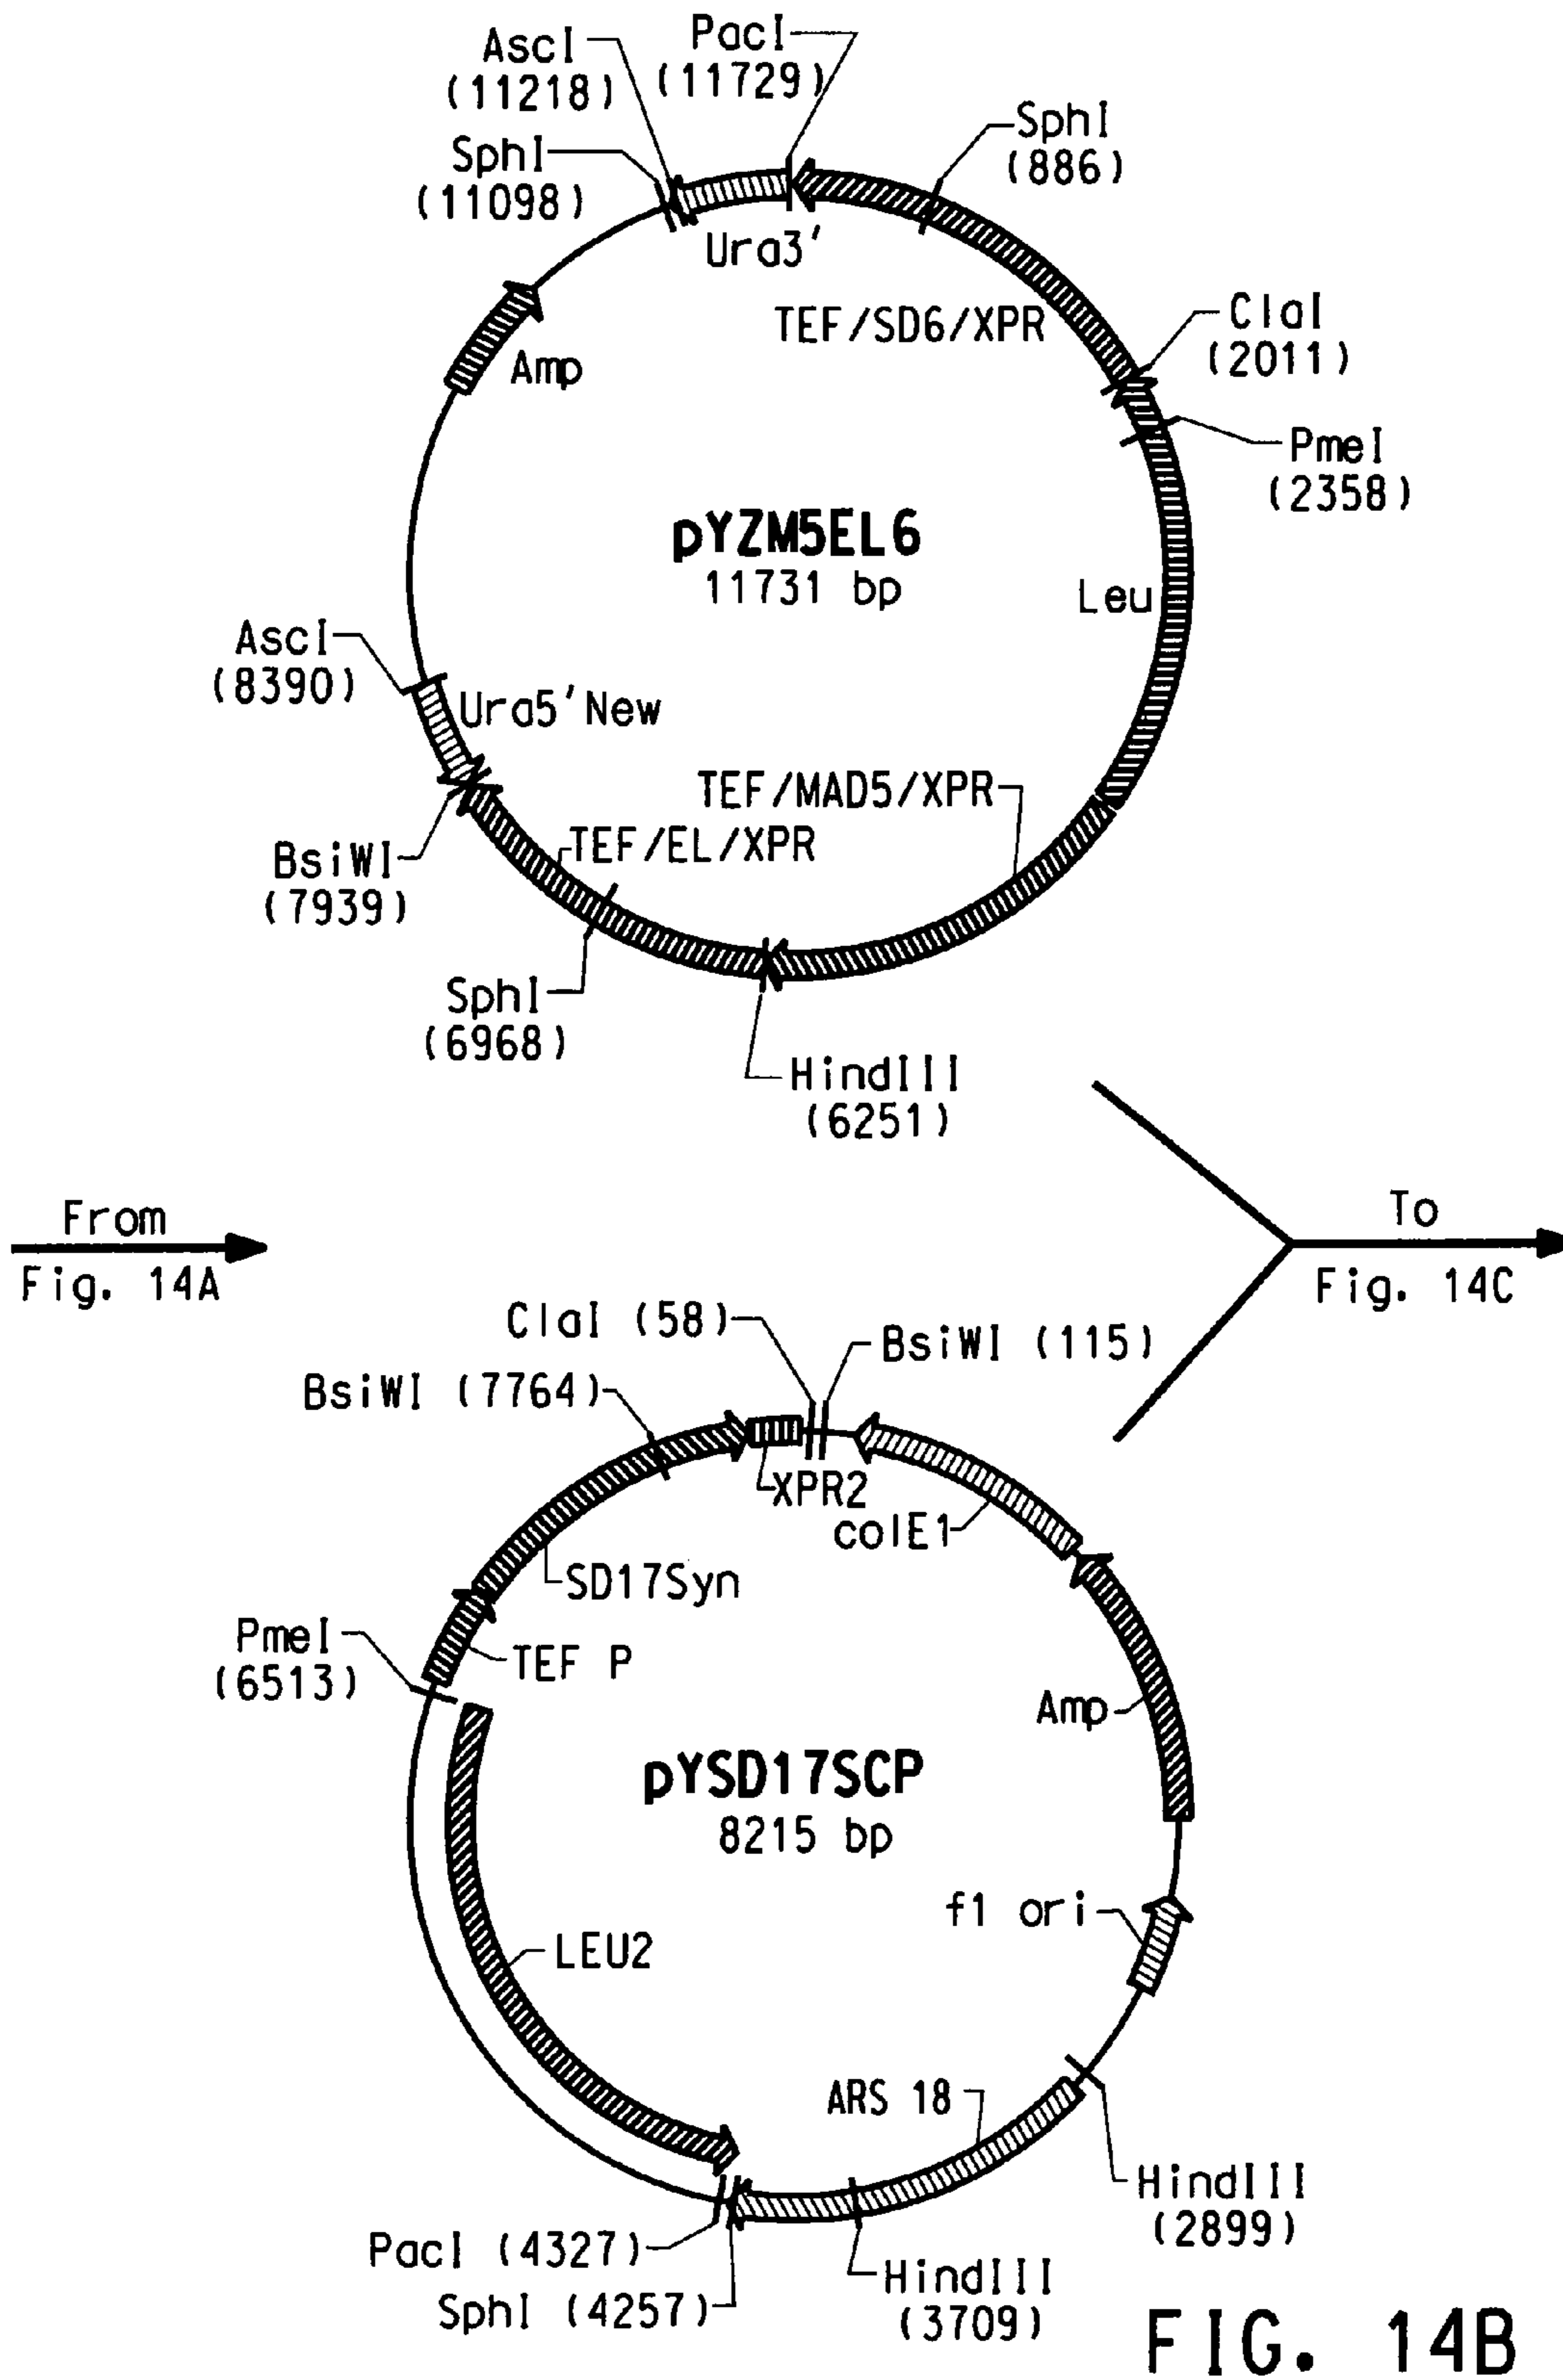 AscI
(11218)
PacI
(11729)
SphI
(11098)
SphI
(886)
Ura3'
TEF/SD6/XPR
ClaI
(2011)
Amp
PmeI
(2358)
pYZM5EL6
11731 bp
Leu
AscI
(8390)
Ura5'New
TEF/MAD5/XPR
TEF/EL/XPR
BsiWI
(7939)
SphI
(6968)
HindIII
(6251)
From
Fig. 14A
To
Fig. 14C
ClaI (58)
BsiWI (115)
BsiWI (7764)
XPR2
colE1
SD17Syn
PmeI
(6513)
TEF P
Amp
pYSD17SCP
8215 bp
f1 ori
LEU2
ARS 18
HindIII
(2899)
PacI (4327)
SphI (4257)
HindIII
(3709)
FIG. 14B